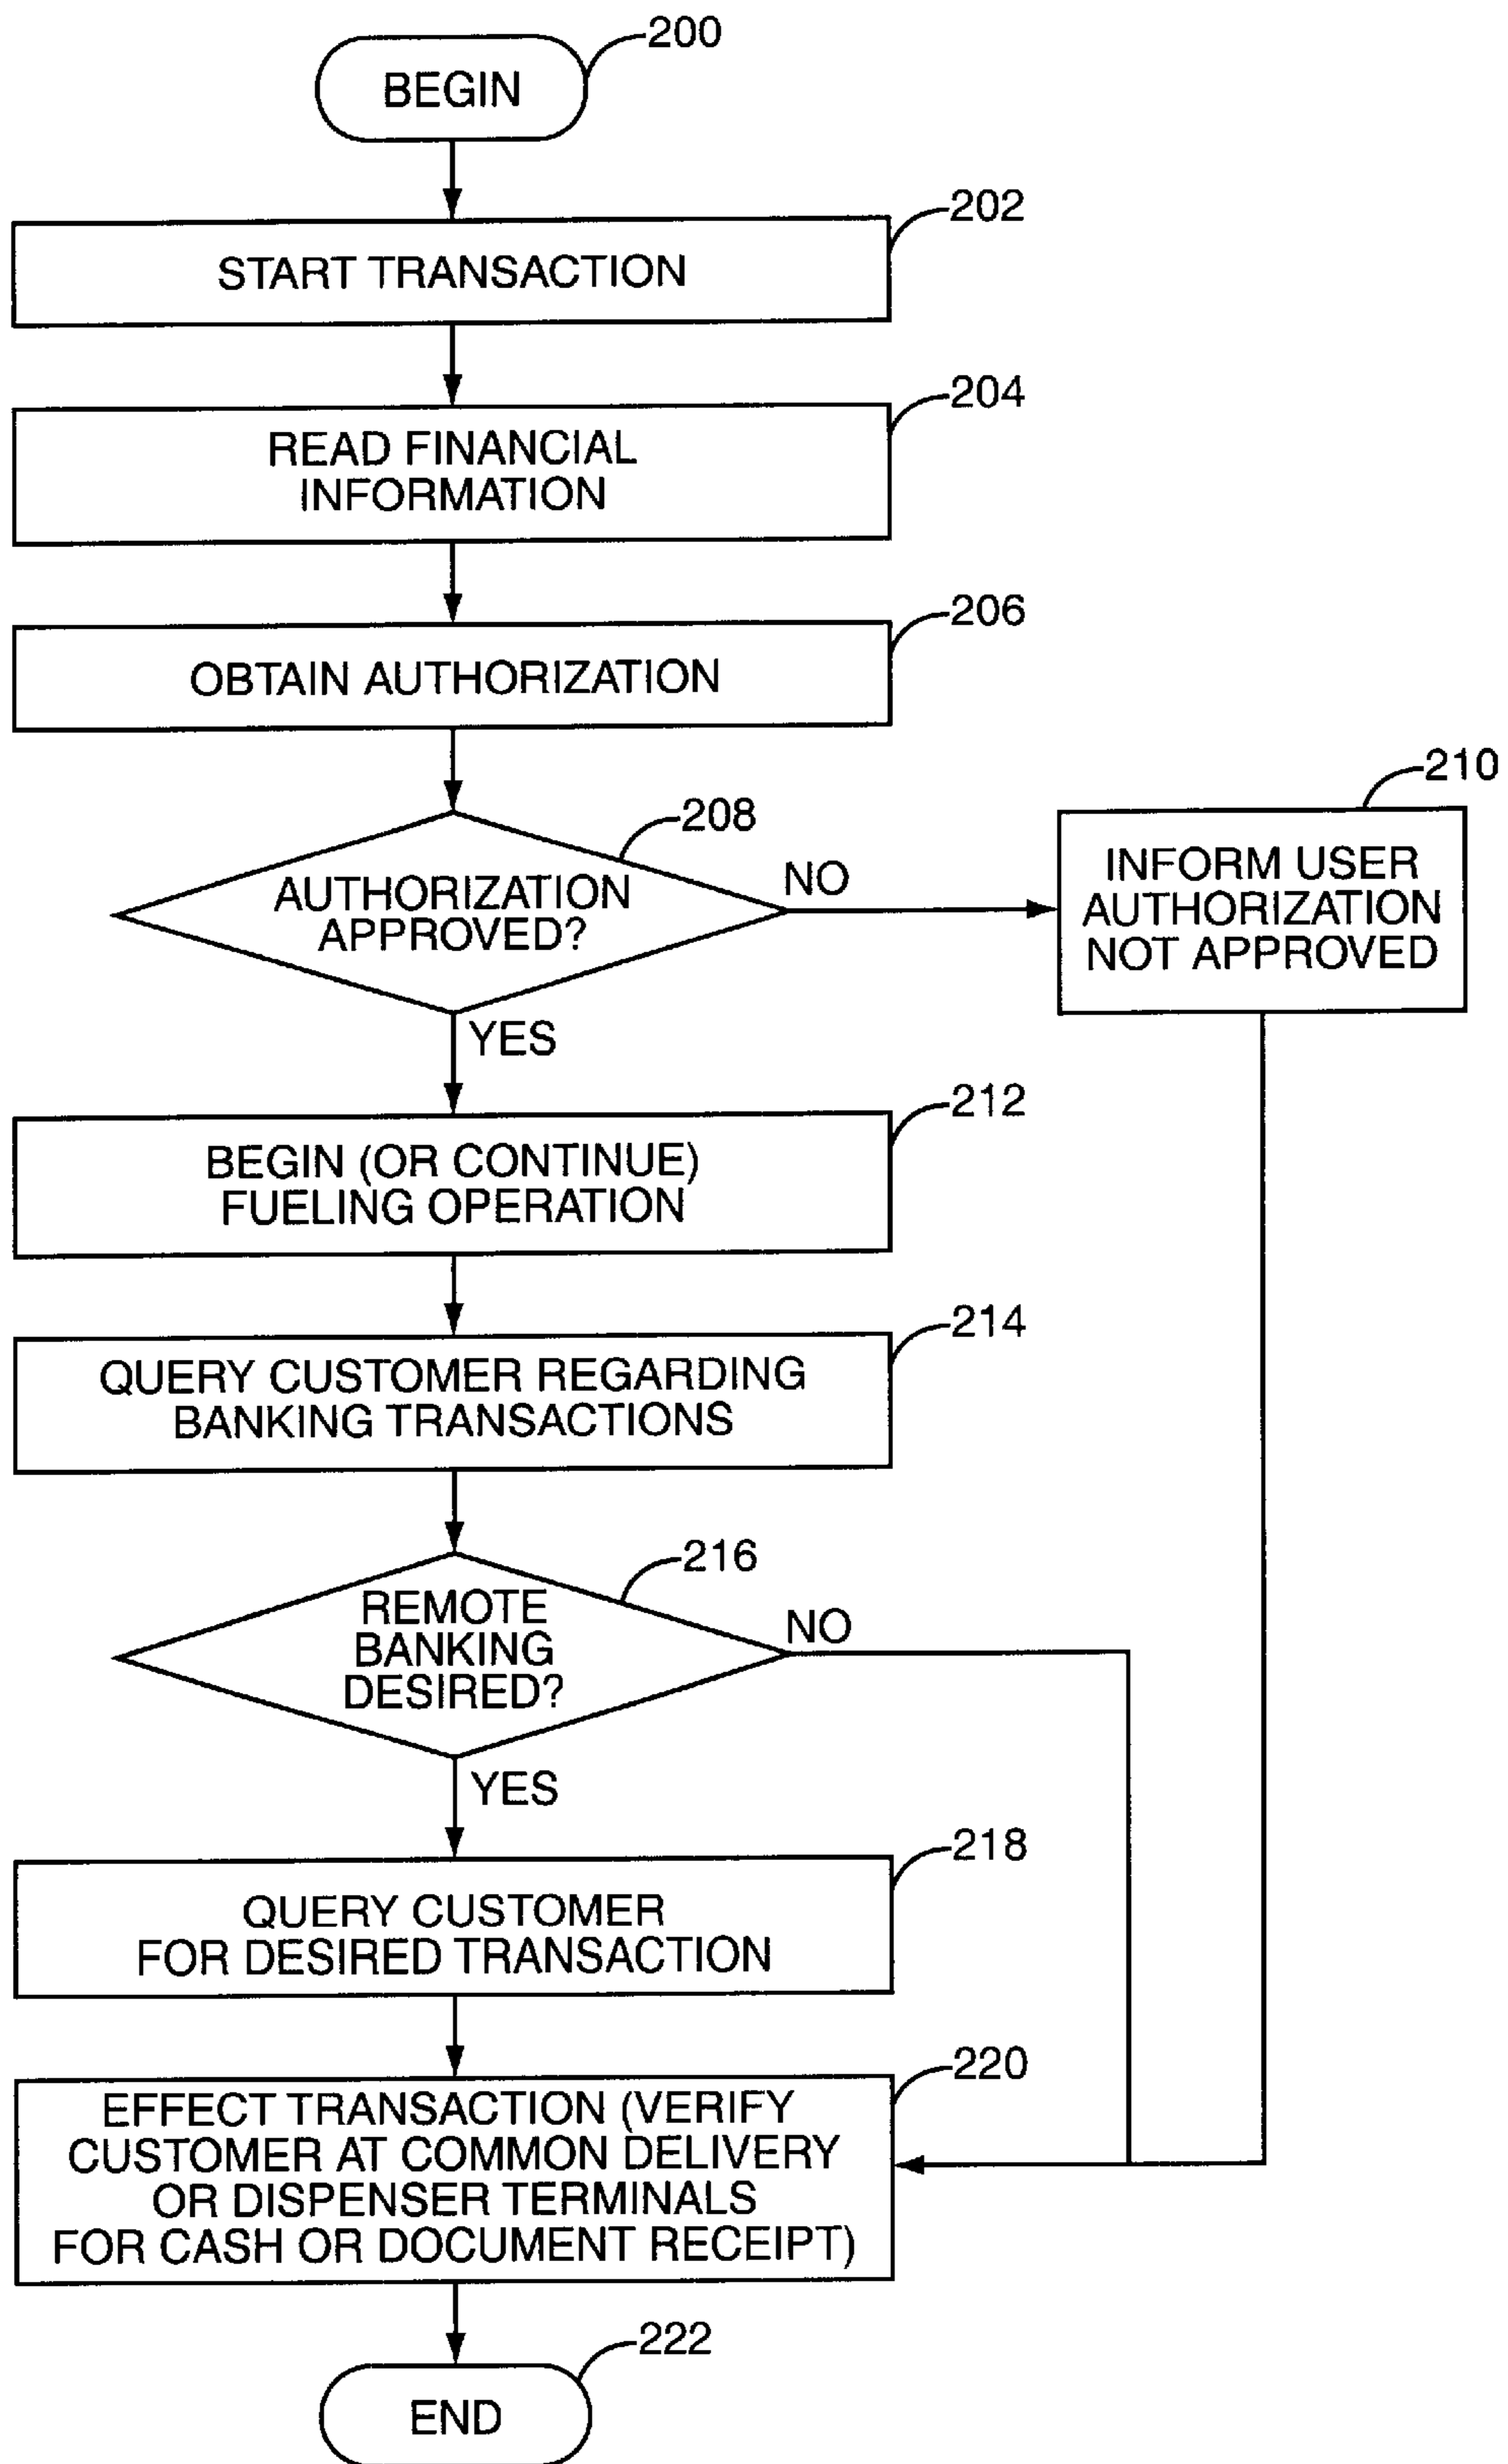 200
BEGIN
202
START TRANSACTION
204
READ FINANCIAL
INFORMATION
206
OBTAIN AUTHORIZATION
208
AUTHORIZATION
APPROVED?
NO
210
INFORM USER
AUTHORIZATION
NOT APPROVED
YES
212
BEGIN (OR CONTINUE)
FUELING OPERATION
214
QUERY CUSTOMER REGARDING
BANKING TRANSACTIONS
216
REMOTE
BANKING
DESIRED?
NO
YES
218
QUERY CUSTOMER
FOR DESIRED TRANSACTION
220
EFFECT TRANSACTION (VERIFY
CUSTOMER AT COMMON DELIVERY
OR DISPENSER TERMINALS
FOR CASH OR DOCUMENT RECEIPT)
222
END